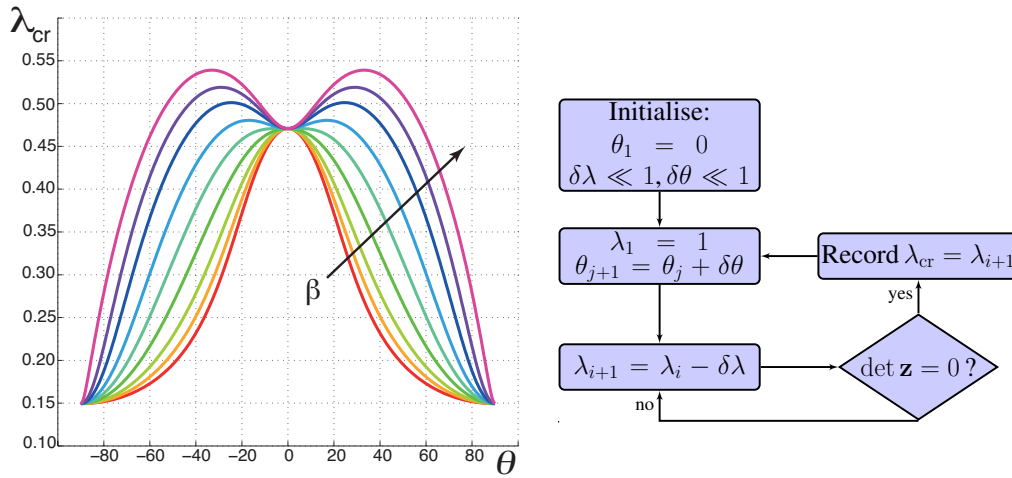 λcr
0.55
0.50
0.45
0.40
0.35
0.30
0.25
0.20
0.15
0.10
β
−80 −60 −40 −20 0 20 40 60 80
θ
Initialise:
θ₁ = 0
δλ ≪ 1, δθ ≪ 1
λ₁ = 1
θⱼ₊₁ = θⱼ + δθ
Record λcr = λᵢ₊₁
yes
λᵢ₊₁ = λᵢ − δλ
det z = 0 ?
no